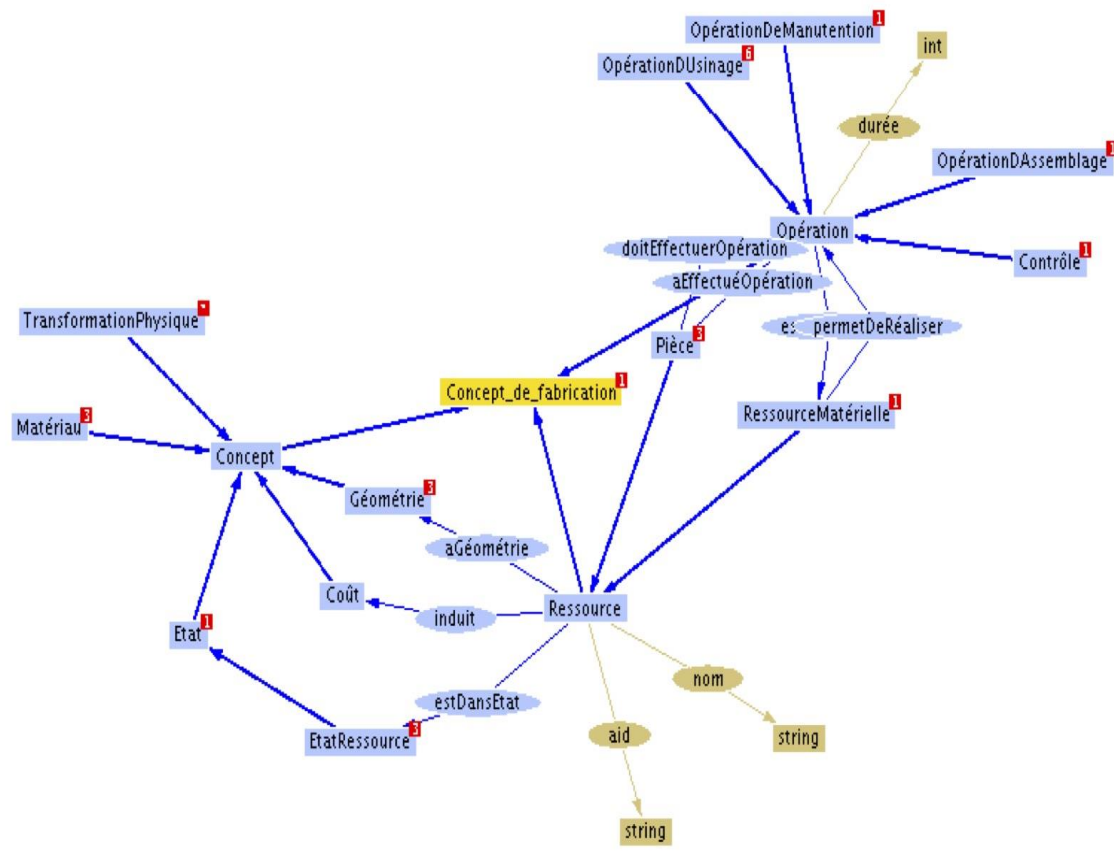 OpérationDeManutention 1
int
OpérationDUsinage 6
durée
OpérationDAssemblage 1
Opération
doitEffectuerOpération
Contrôle 1
aEffectuéOpération
TransformationPhysique
es
permetDeRéaliser
Pièce 3
Concept_de_fabrication 1
RessourceMatérielle 1
Matériau 3
Concept
Géométrie 3
aGéométrie
Coût
induit
Ressource
Etat 1
nom
estDansEtat
aid
string
EtatRessource 3
string